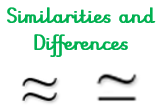 Similarities and
Differences
≈ ≅